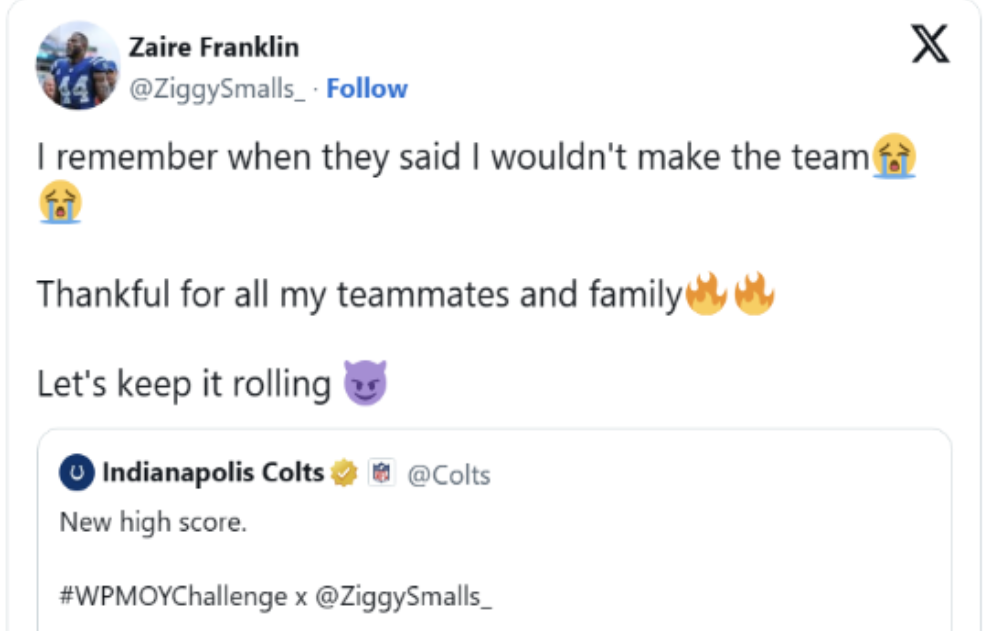 Zaire Franklin
@ZiggySmalls_ · Follow
I remember when they said I wouldn't make the team😭
😭
Thankful for all my teammates and family🔥🔥
Let's keep it rolling 😈
Indianapolis Colts @Colts
New high score.
#WPMOYChallenge x @ZiggySmalls_